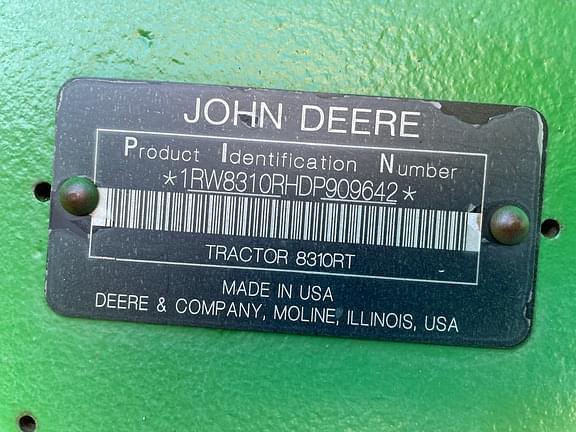 JOHN DEERE
Product Identification Number
*1RW8310RHDP909642*
TRACTOR 8310RT
MADE IN USA
DEERE & COMPANY, MOLINE, ILLINOIS, USA